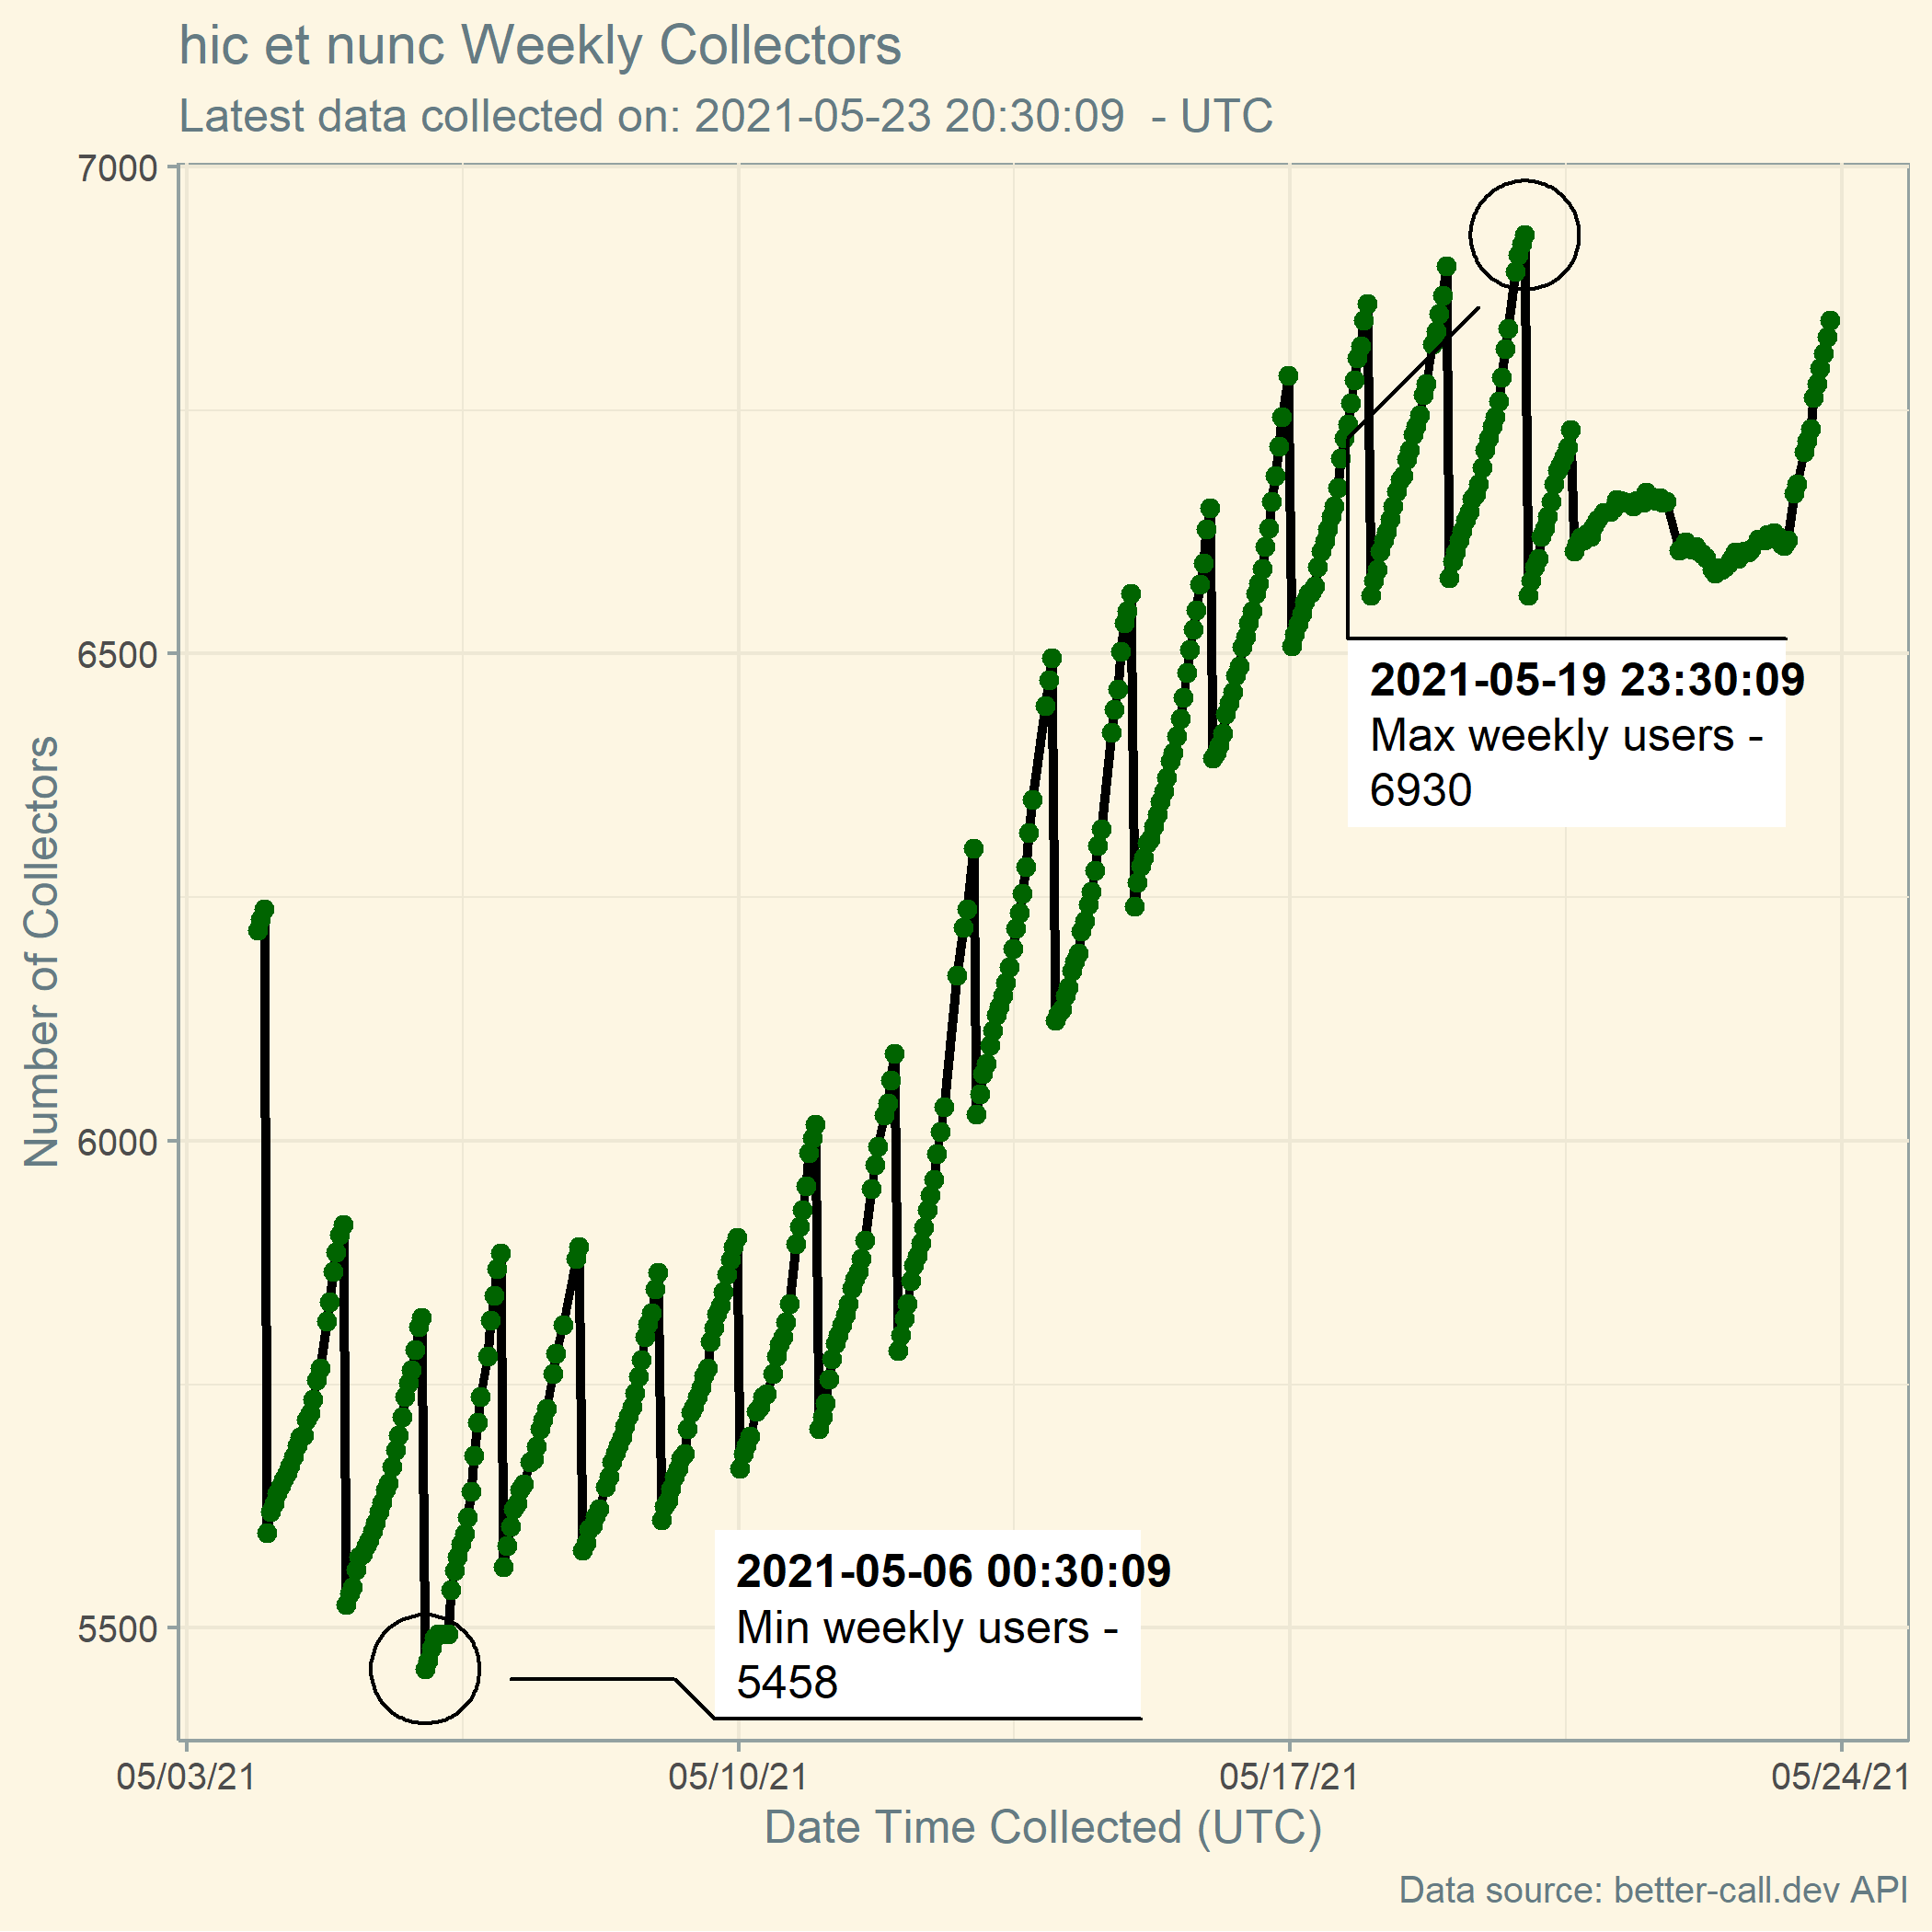 hic et nunc Weekly Collectors
Latest data collected on: 2021-05-23 20:30:09  - UTC
Number of Collectors
7000
6500
6000
5500
2021-05-19 23:30:09
Max weekly users -
6930
2021-05-06 00:30:09
Min weekly users -
5458
05/03/21 05/10/21 05/17/21 05/24/21
Date Time Collected (UTC)
Data source: better-call.dev API